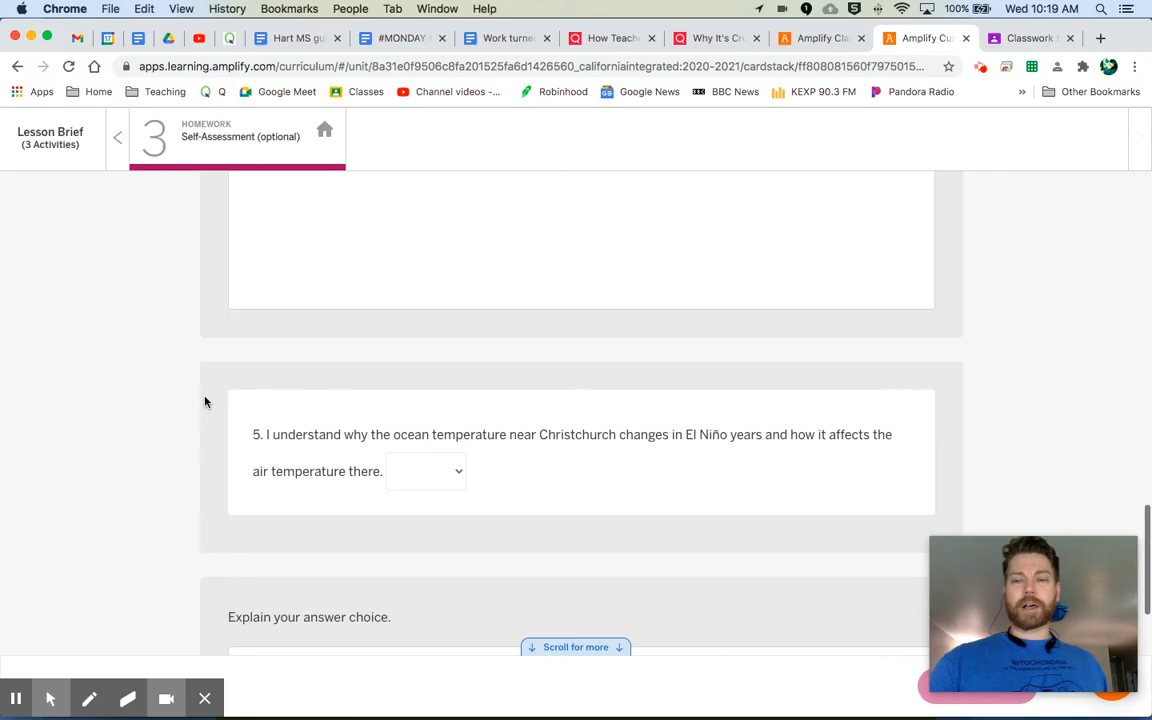 Chrome File Edit View History Bookmarks People Tab Window Help 100% Wed 10:19 AM
Hart MS gu #MONDAY Work turne How Teach Why It's Cr Amplify Cla Amplify Cur Classwork
apps.learning.amplify.com/curriculum/#/unit/8a31e0f9506c8fa201525fa6d1426560_californiaintegrated:2020-2021/cardstack/ff808081560f7975015...
Apps Home Teaching Q Google Meet Classes Channel videos -... Robinhood Google News BBC News KEXP 90.3 FM Pandora Radio » Other Bookmarks
Lesson Brief
(3 Activities)
3
HOMEWORK
Self-Assessment (optional)
5. I understand why the ocean temperature near Christchurch changes in El Niño years and how it affects the
air temperature there.
Explain your answer choice.
Scroll for more
MITOCHONDRIA